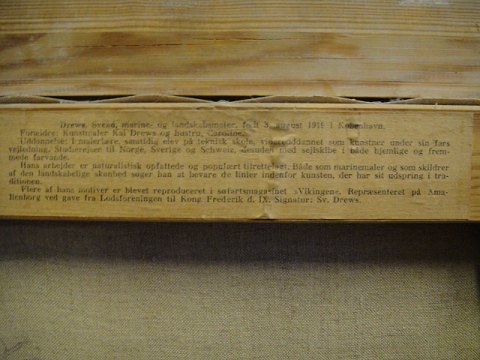 Drews, Svend, marine- og landskabsmaler, født 3. august 1919 i København.
Forældre: Kunstmaler Kai Drews og hustru, Caroline.
Uddannelse: I malerlære, samtidig elev på teknisk skole, videreuddannet som kunstner under sin fars
vejledning. Studierejser til Norge, Sverige og Schweiz, desuden med sejlskibe i både hjemlige og frem-
mede farvande.
Hans arbejder er naturalistisk opfattede og populært tilrettelagt. Både som marinemaler og som skildrer
af den landskabelige skønhed søger han at bevare de linier indenfor kunsten, der har sit udspring i tra-
ditionen.
Flere af hans motiver er blevet reproduceret i søfartsmagasinet »Vikingen«. Repræsenteret på Ama-
lienborg ved gave fra Lodsforeningen til Kong Frederik d. IX. Signatur: Sv. Drews.